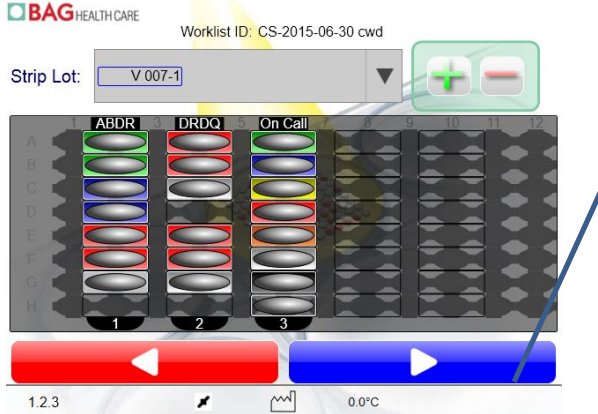 BAG HEALTH CARE
Worklist ID: CS-2015-06-30 cwd
Strip Lot: V 007-1
1 ABDR 3 DRDQ 5 On Call 7 8 9 10 11 12
A
B
C
D
E
F
G
H
1 2 3
1.2.3 0.0°C